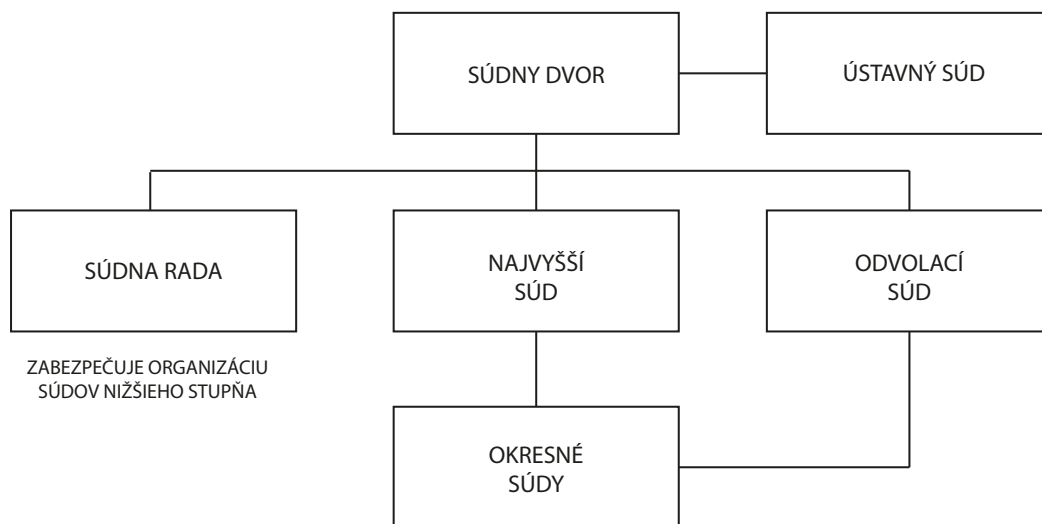 SÚDNY DVOR
ÚSTAVNÝ SÚD
SÚDNA RADA
NAJVYŠŠÍ
SÚD
ODVOLACÍ
SÚD
ZABEZPEČUJE ORGANIZÁCIU
SÚDOV NIŽŠIEHO STUPŇA
OKRESNÉ
SÚDY